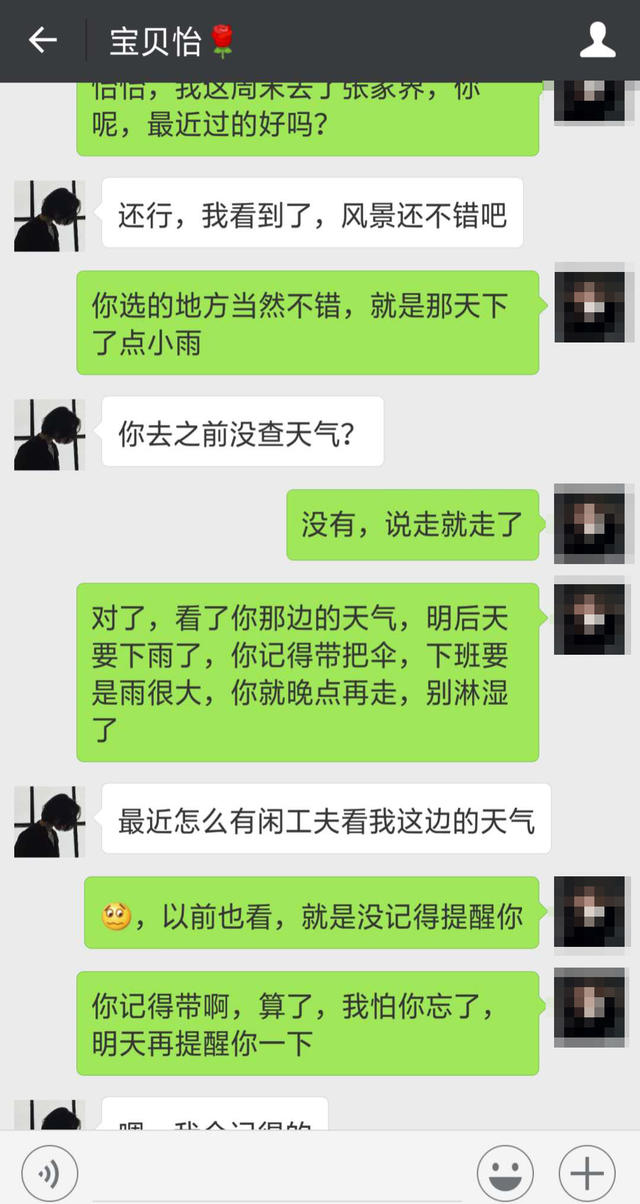 宝贝怡🌹
怡怡，我这周末去了张家界，你
呢，最近过的好吗？
还行，我看到了，风景还不错吧
你选的地方当然不错，就是那天下
了点小雨
你去之前没查天气？
没有，说走就走了
对了，看了你那边的天气，明后天
要下雨了，你记得带把伞，下班要
是雨很大，你就晚点再走，别淋湿
了
最近怎么有闲工夫看我这边的天气
，以前也看，就是没记得提醒你
你记得带啊，算了，我怕你忘了，
明天再提醒你一下
嗯，我会记得的